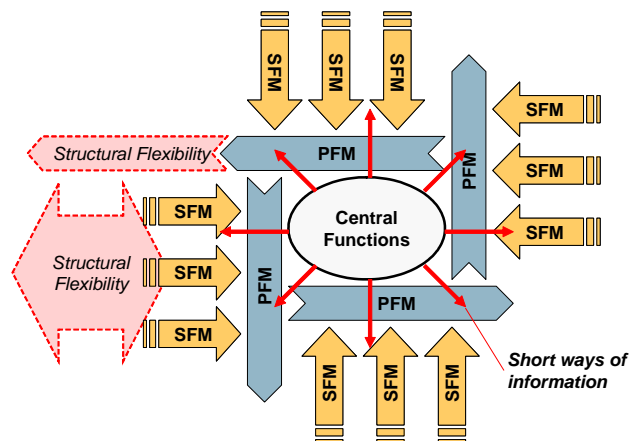 SFM
SFM
SFM
SFM
Structural Flexibility
PFM
PFM
SFM
SFM
Central
Functions
SFM
Structural
Flexibility
SFM
PFM
PFM
SFM
SFM
SFM
SFM
Short ways of
information